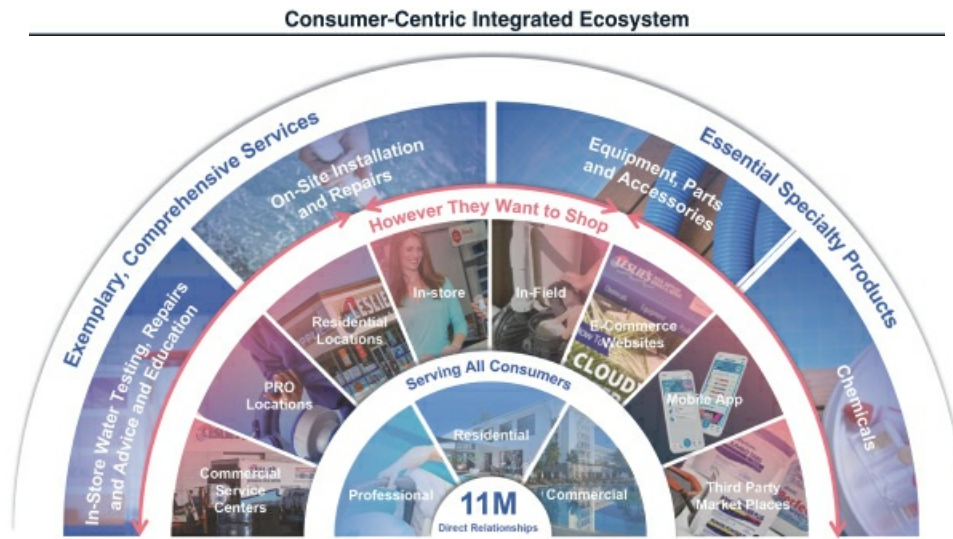 Consumer-Centric Integrated Ecosystem
Exemplary, Comprehensive Services
Essential Specialty Products
In-Store Water Testing, Repairs
and Advice and Education
On-Site Installation
and Repairs
Equipment, Parts
and Accessories
Chemicals
However They Want to Shop
Commercial
Service
Centers
PRO
Locations
Residential
Locations
LESLIE
In-store
In-Field
LESLIE'S
E-Commerce
Websites
CLOUD
Mobile App
Third Party
Market Places
Serving All Consumers
Professional
Residential
Commercial
11M
Direct Relationships